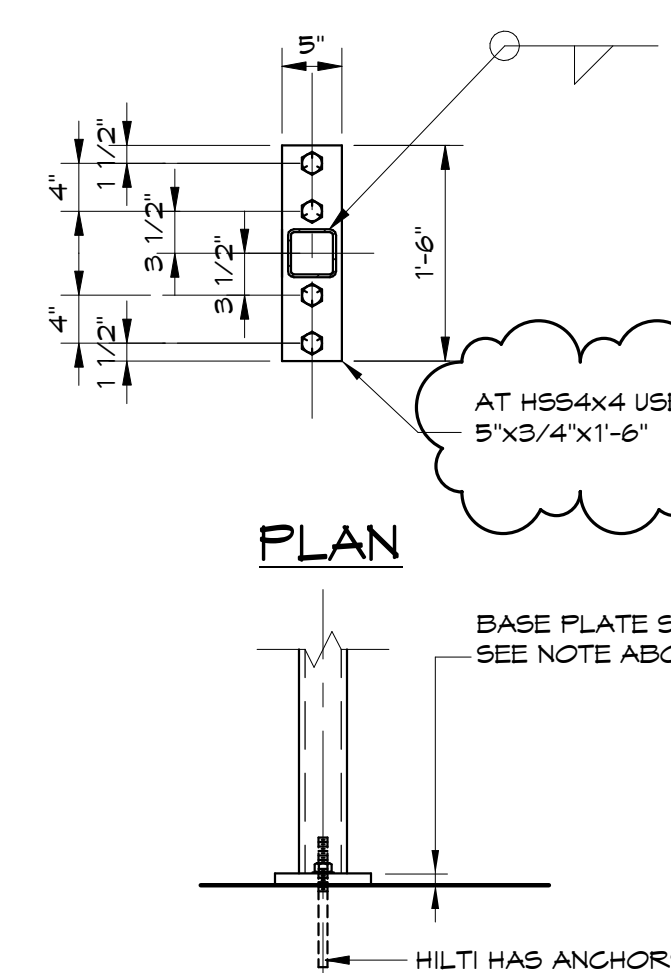 5"
1 1/2"
4"
3 1/2"
3 1/2"
1'-6"
4"
1 1/2"
AT HSS4x4 USE
5"x3/4"x1'-6"
PLAN
BASE PLATE S
SEE NOTE ABO
HILTI HAS ANCHOR